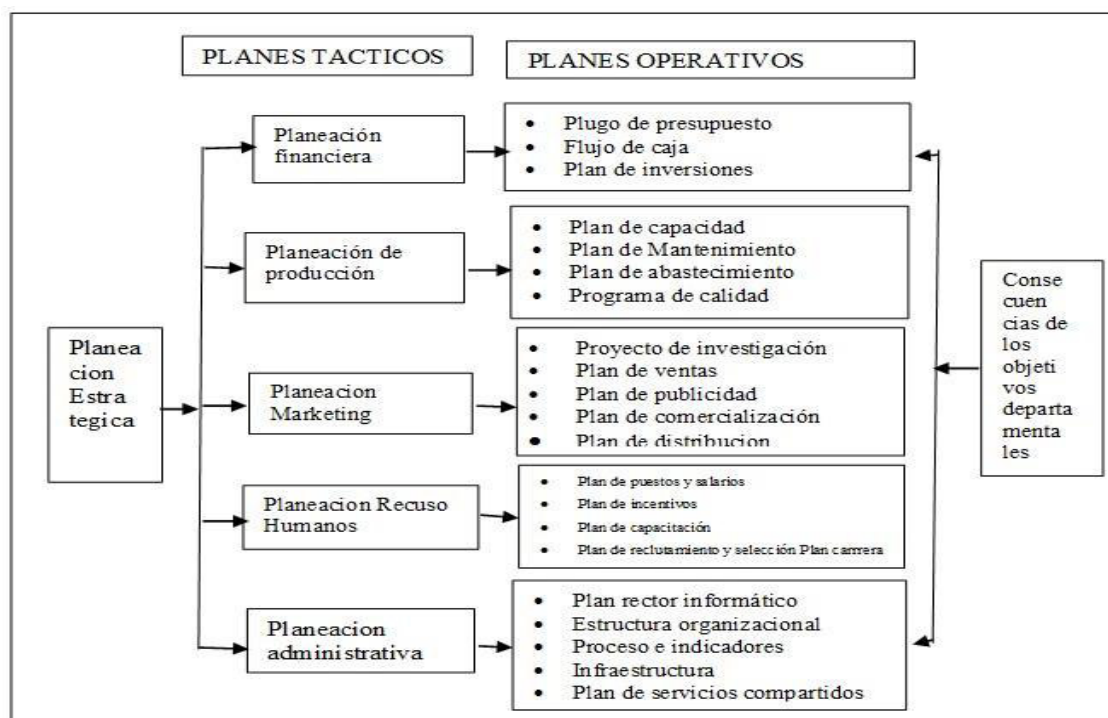 PLANES TACTICOS
PLANES OPERATIVOS
Planeación
financiera
• Plugo de presupuesto
• Flujo de caja
• Plan de inversiones
Planeación de
producción
• Plan de capacidad
• Plan de Mantenimiento
• Plan de abastecimiento
• Programa de calidad
Planea
cion
Estra
tegica
Planeacion
Marketing
• Proyecto de investigación
• Plan de ventas
• Plan de publicidad
• Plan de comercialización
• Plan de distribucion
Planeacion Recuso
Humanos
• Plan de puestos y salarios
• Plan de incentivos
• Plan de capacitación
• Plan de reclutamiento y selección Plan carrrera
Planeacion
administrativa
• Plan rector informático
• Estructura organizacional
• Proceso e indicadores
• Infraestructura
• Plan de servicios compartidos
Conse
cuen
cias de
los
objeti
vos
departa
menta
les